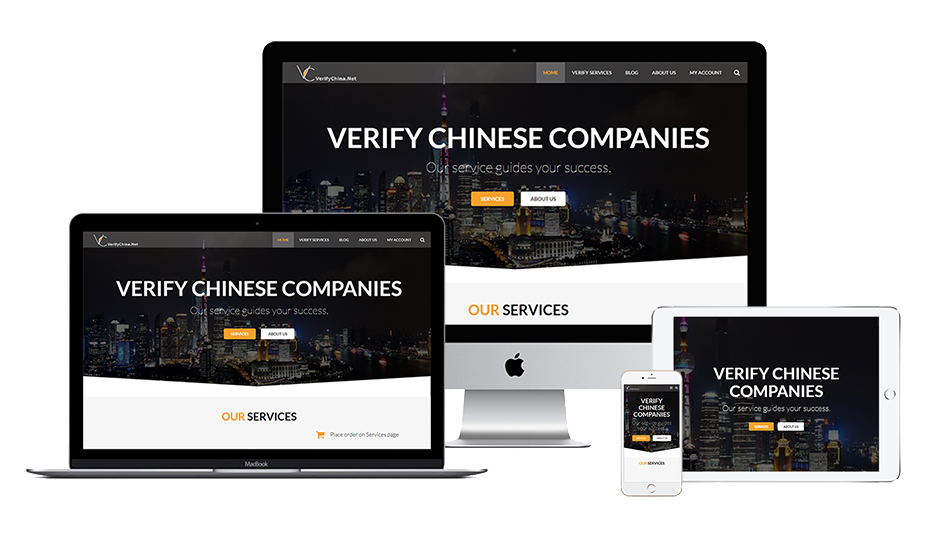 VerifyChina.Net
HOME VERIFY SERVICES BLOG ABOUT US MY ACCOUNT
VERIFY CHINESE COMPANIES
Our service guides your success.
SERVICES ABOUT US
OUR SERVICES
VerifyChina.Net
HOME VERIFY SERVICES BLOG ABOUT US MY ACCOUNT
VERIFY CHINESE COMPANIES
Our service guides your success.
SERVICES ABOUT US
OUR SERVICES
Place order on Services page
MacBook
VERIFY
CHINESE
COMPANIES
Our service guides
your success.
SERVICES ABOUT US
OUR SERVICES
VERIFY CHINESE
COMPANIES
Our service guides your success.
SERVICES ABOUT US